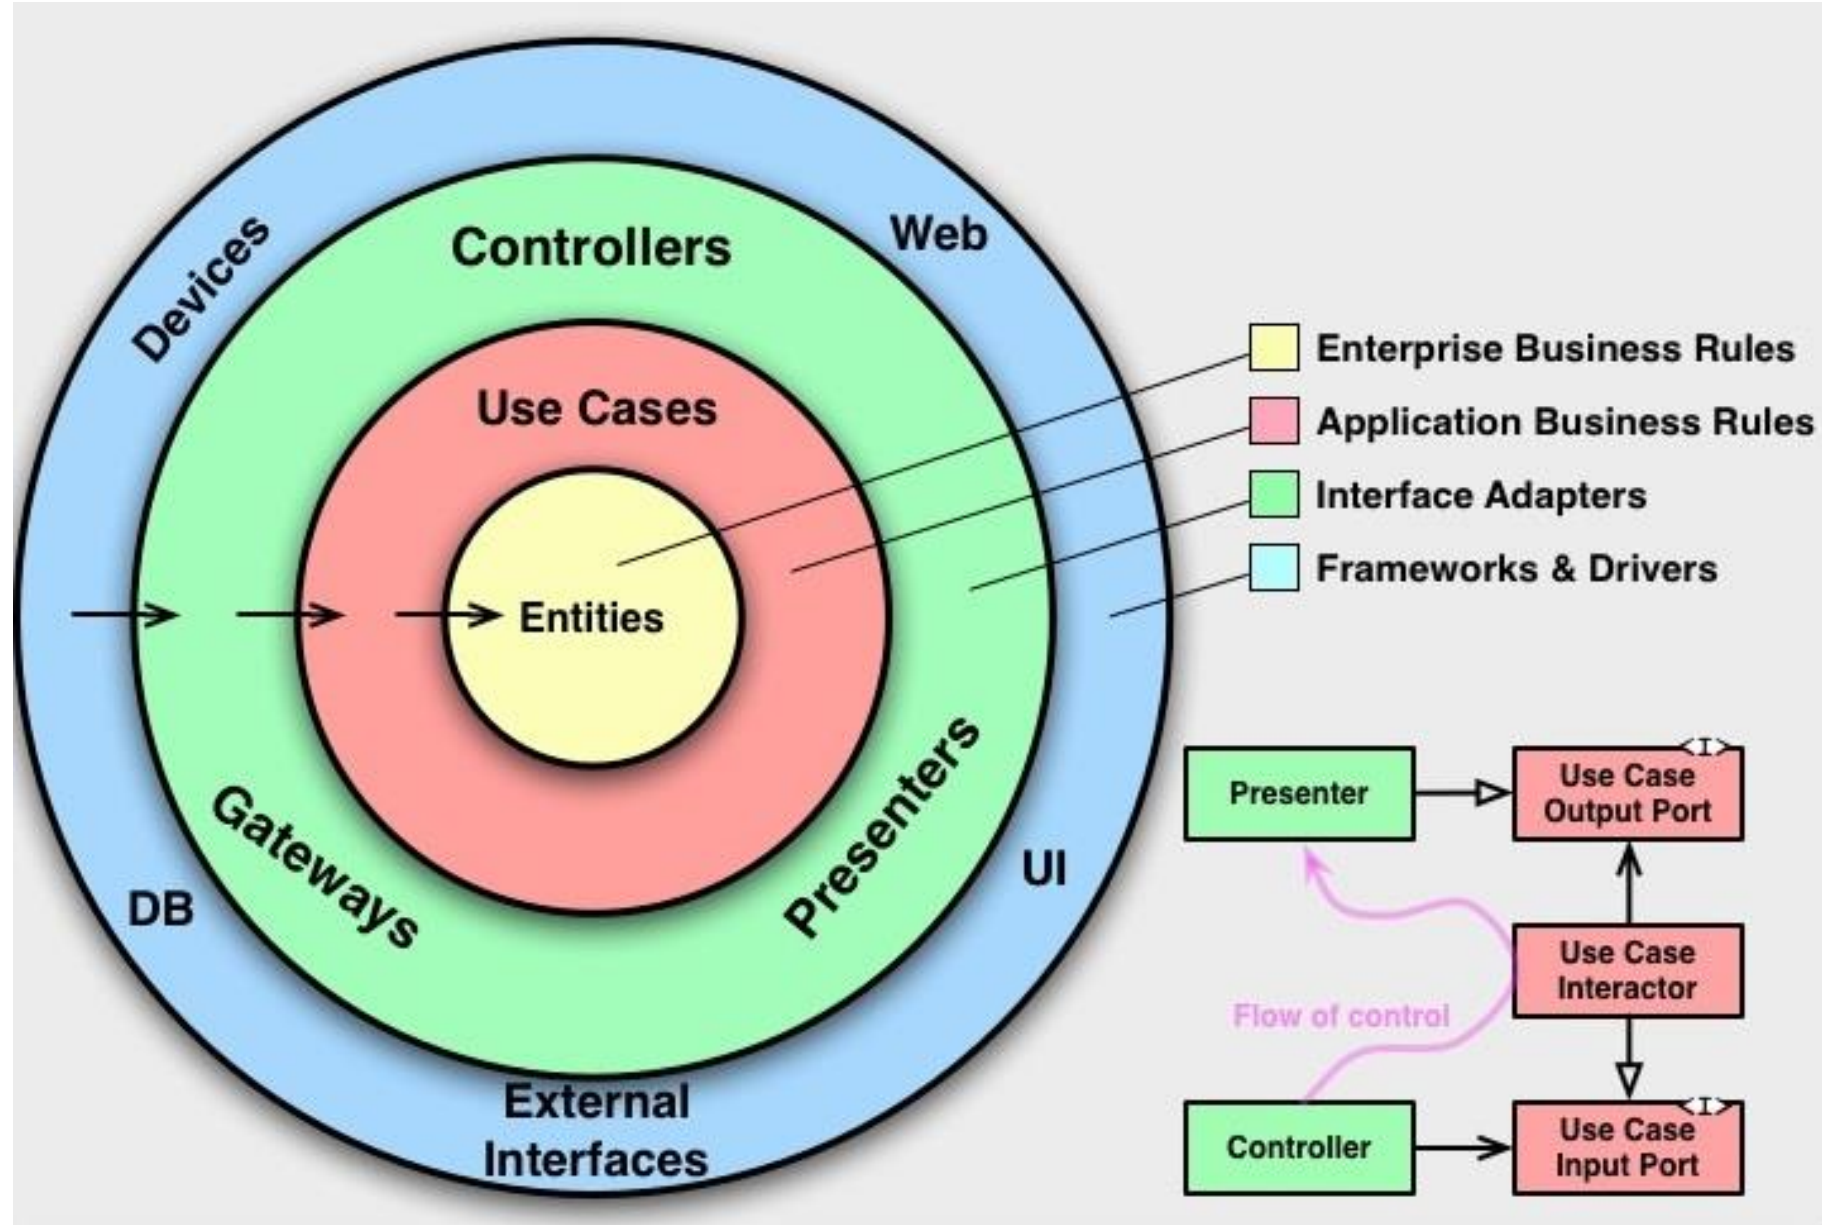 Devices
Web
Controllers
Use Cases
Entities
Gateways
Presenters
DB
UI
External
Interfaces
Enterprise Business Rules
Application Business Rules
Interface Adapters
Frameworks & Drivers
Presenter
<I>
Use Case
Output Port
Flow of control
Use Case
Interactor
Controller
<I>
Use Case
Input Port